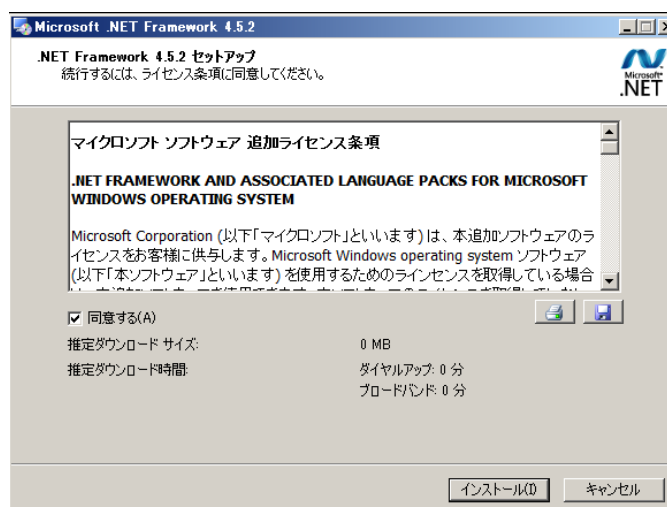 Microsoft .NET Framework 4.5.2
.NET Framework 4.5.2 セットアップ
続行するには、ライセンス条項に同意してください。
Microsoft®
.NET
マイクロソフト ソフトウェア 追加ライセンス条項
.NET FRAMEWORK AND ASSOCIATED LANGUAGE PACKS FOR MICROSOFT
WINDOWS OPERATING SYSTEM
Microsoft Corporation (以下「マイクロソフト」といいます) は、本追加ソフトウェアのラ
イセンスをお客様に供与します。Microsoft Windows operating system ソフトウェア
(以下「本ソフトウェア」といいます) を使用するためのラインセンスを取得している場合
同意する(A)
推定ダウンロード サイズ: 0 MB
推定ダウンロード時間: ダイヤルアップ: 0 分
ブロードバンド: 0 分
インストール(I) キャンセル